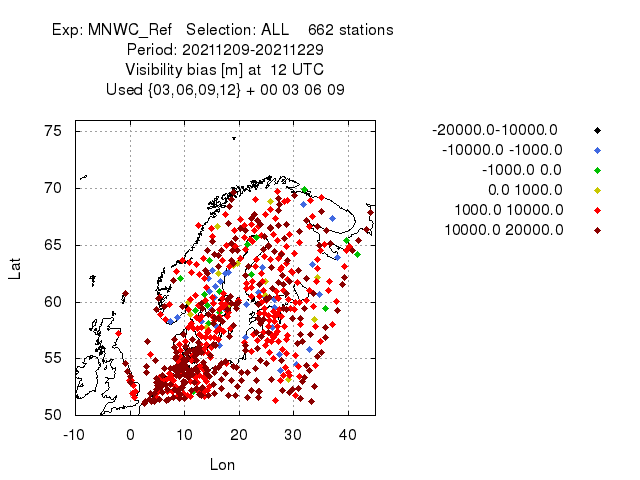 Exp: MNWC_Ref   Selection: ALL    662 stations
Period: 20211209-20211229
Visibility bias [m] at  12 UTC
Used {03,06,09,12} + 00 03 06 09
-20000.0-10000.0
-10000.0 -1000.0
-1000.0 0.0
0.0 1000.0
1000.0 10000.0
10000.0 20000.0
75
70
65
60
55
50
Lat
-10 0 10 20 30 40
Lon